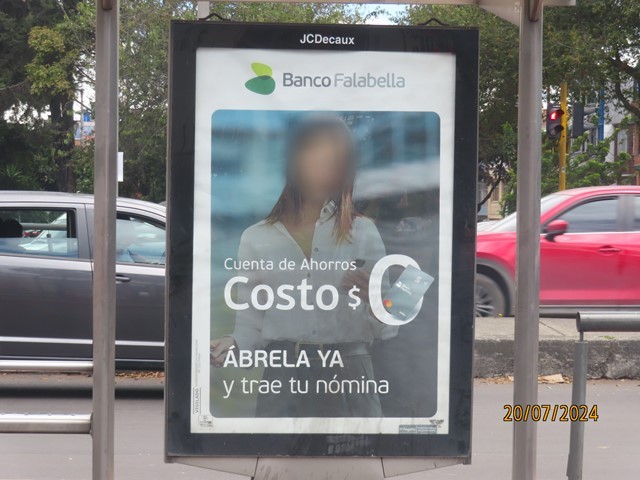 JCDecaux
Banco Falabella
Cuenta de Ahorros
Costo $0
ÁBRELA YA
y trae tu nómina
20/07/2024